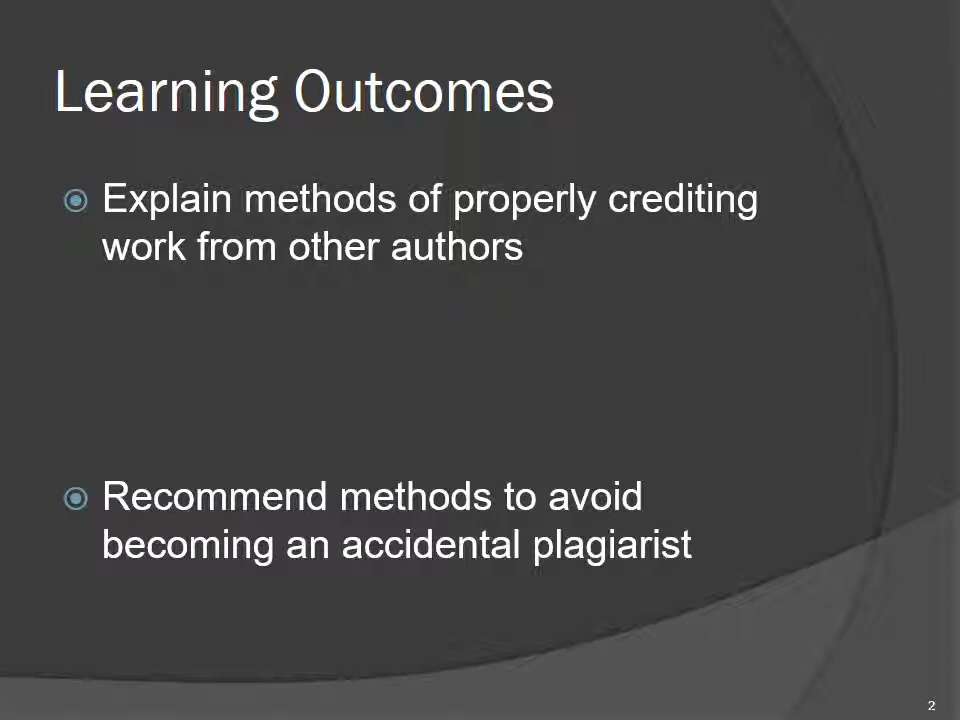 Learning Outcomes
Explain methods of properly crediting
work from other authors
Recommend methods to avoid
becoming an accidental plagiarist
2